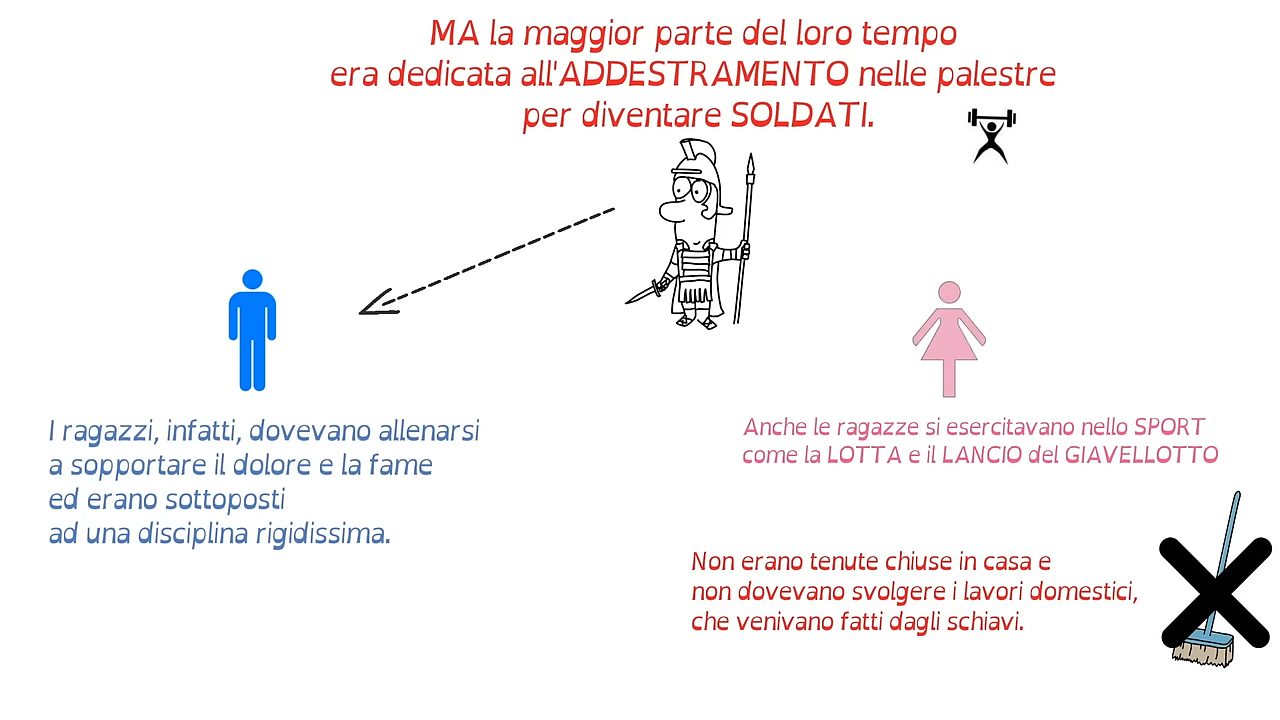 MA la maggior parte del loro tempo
era dedicata all'ADDESTRAMENTO nelle palestre
per diventare SOLDATI.
I ragazzi, infatti, dovevano allenarsi
a sopportare il dolore e la fame
ed erano sottoposti
ad una disciplina rigidissima.
Anche le ragazze si esercitavano nello SPORT
come la LOTTA e il LANCIO del GIAVELLOTTO
Non erano tenute chiuse in casa e
non dovevano svolgere i lavori domestici,
che venivano fatti dagli schiavi.